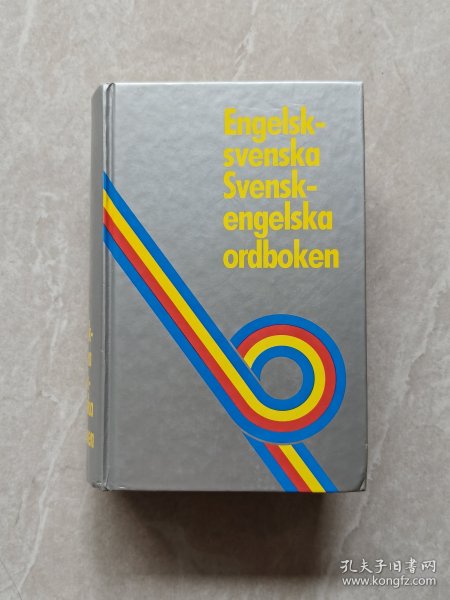 Engelsk-
svenska
Svensk-
engelska
ordboken
孔夫子旧书网
www.kongfz.com